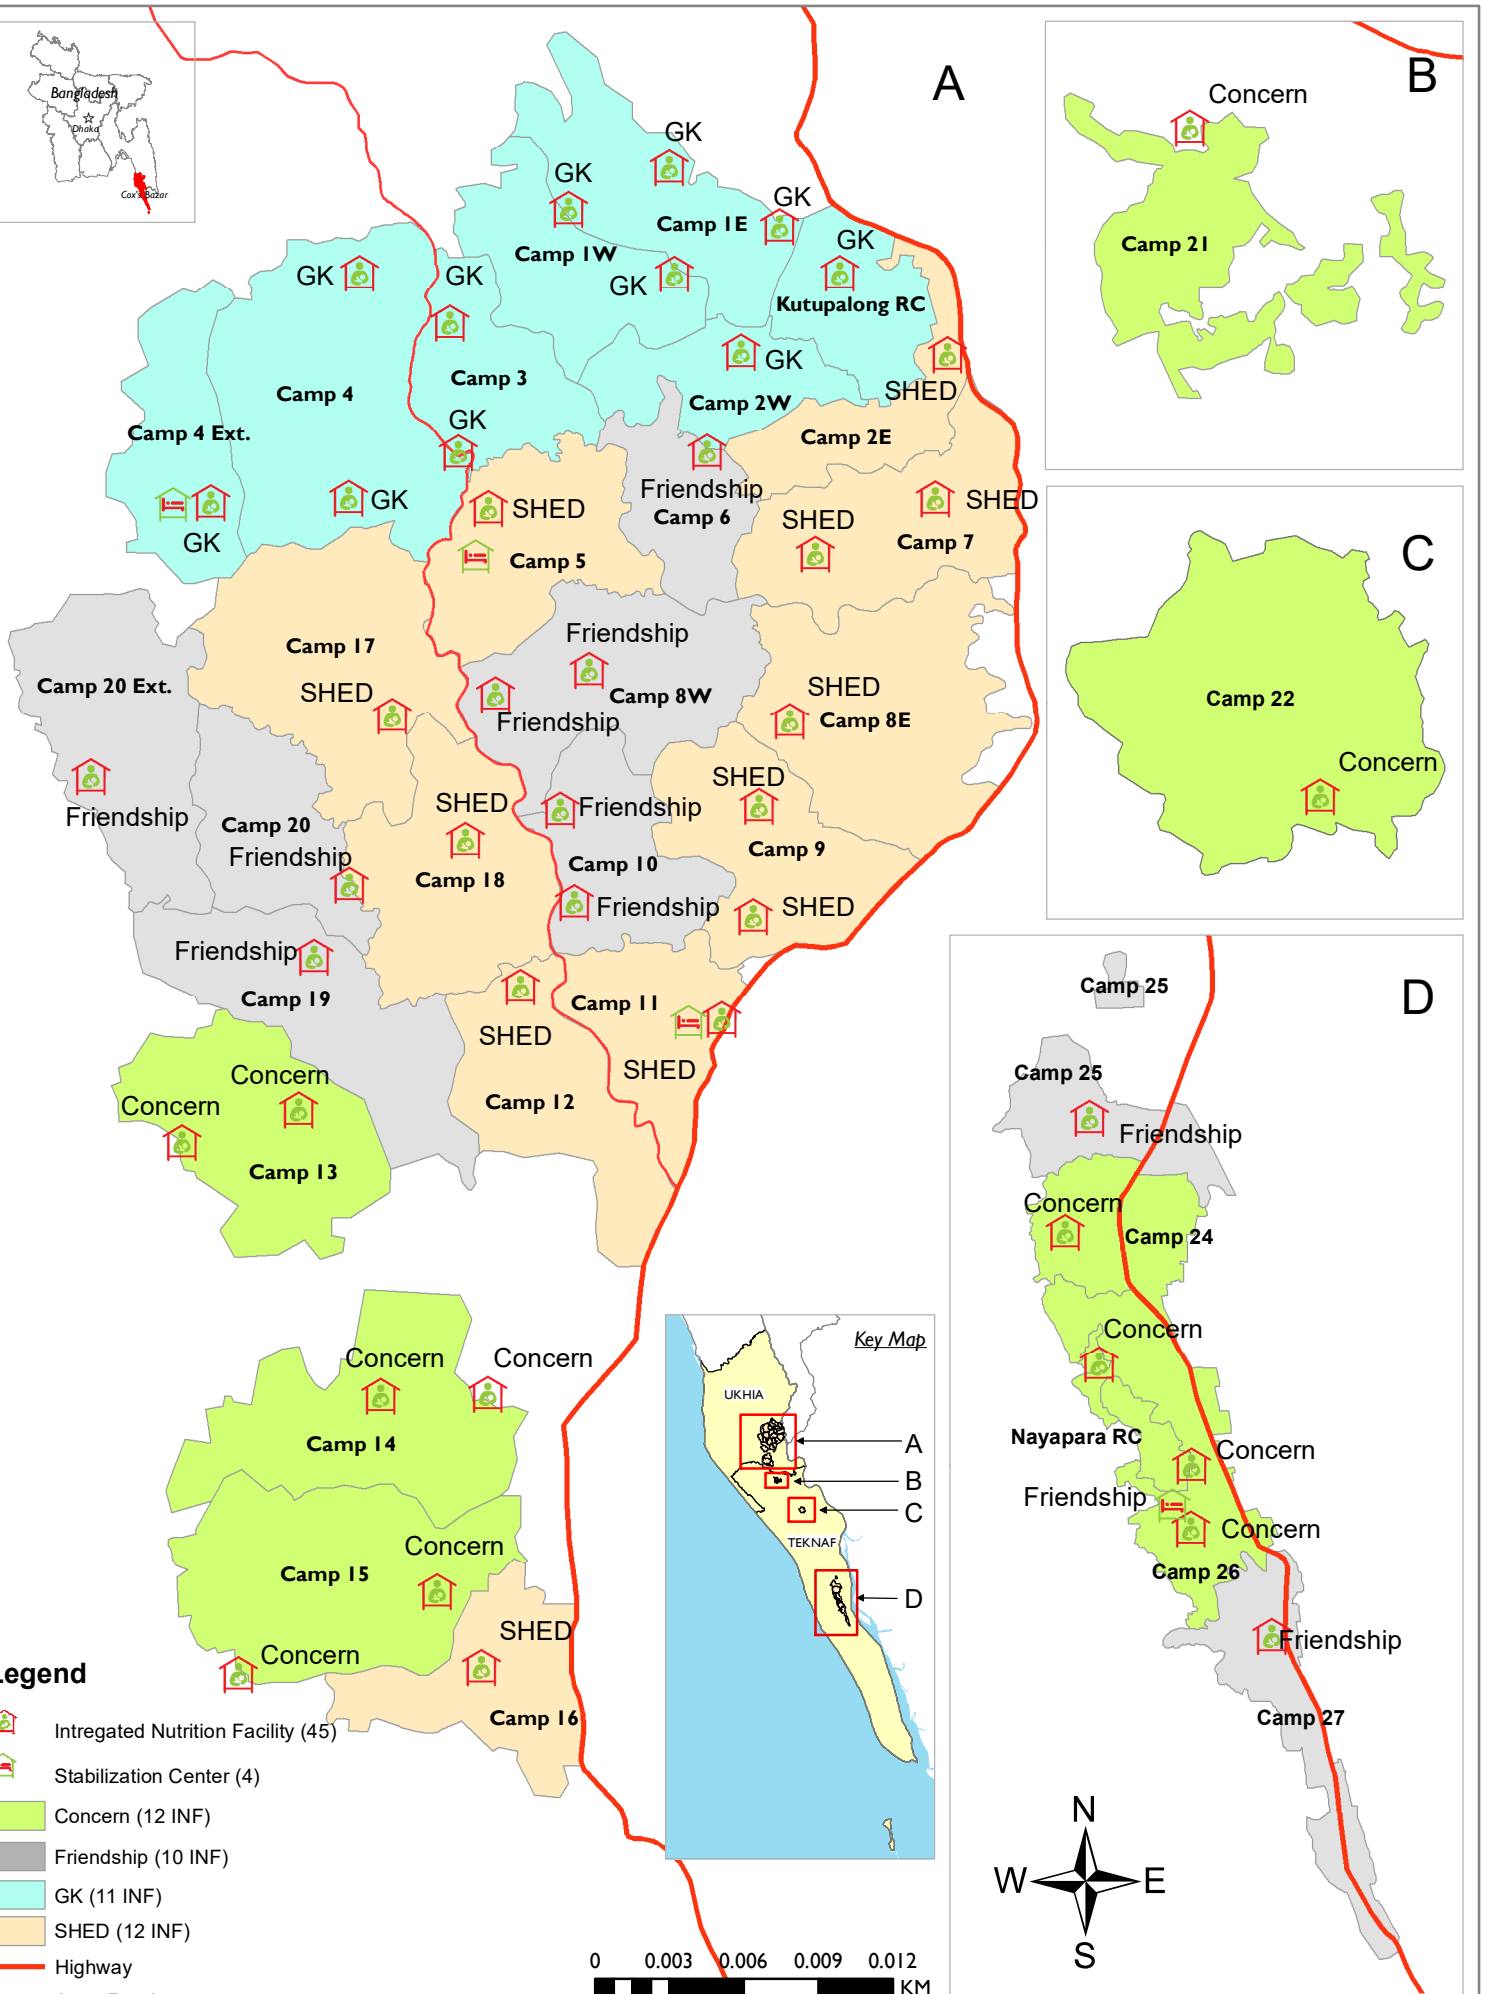 A
Bangladesh
Dhaka
Cox's Bazar
GK
GK
GK
Camp 1E
Camp 1W
GK
GK
GK
GK
Kutupalong RC
GK
Camp 3
Camp 4
Camp 2W
SHED
GK
Camp 4 Ext.
Camp 2E
GK
GK
SHED
Friendship
Camp 6
SHED
SHED
Camp 7
Camp 5
Friendship
Camp 17
Camp 20 Ext.
SHED
Camp 8W
Friendship
SHED
Camp 8E
SHED
Friendship
SHED
Friendship
Camp 20
Friendship
Camp 18
Camp 10
Camp 9
Friendship
SHED
Friendship
Camp 19
Camp 11
SHED
SHED
Concern
Concern
Camp 12
Camp 13
Concern
Concern
Camp 14
Concern
Camp 15
SHED
Concern
Camp 16
B
Concern
Camp 21
C
Camp 22
Concern
D
Camp 25
Camp 25
Friendship
Concern
Camp 24
Concern
Nayapara RC
Concern
Friendship
Concern
Camp 26
Friendship
Camp 27
N
W E
S
Key Map
UKHIA
A
B
C
TEKNAF
D
Legend
Intregated Nutrition Facility (45)
Stabilization Center (4)
Concern (12 INF)
Friendship (10 INF)
GK (11 INF)
SHED (12 INF)
Highway
0 0.003 0.006 0.009 0.012
KM